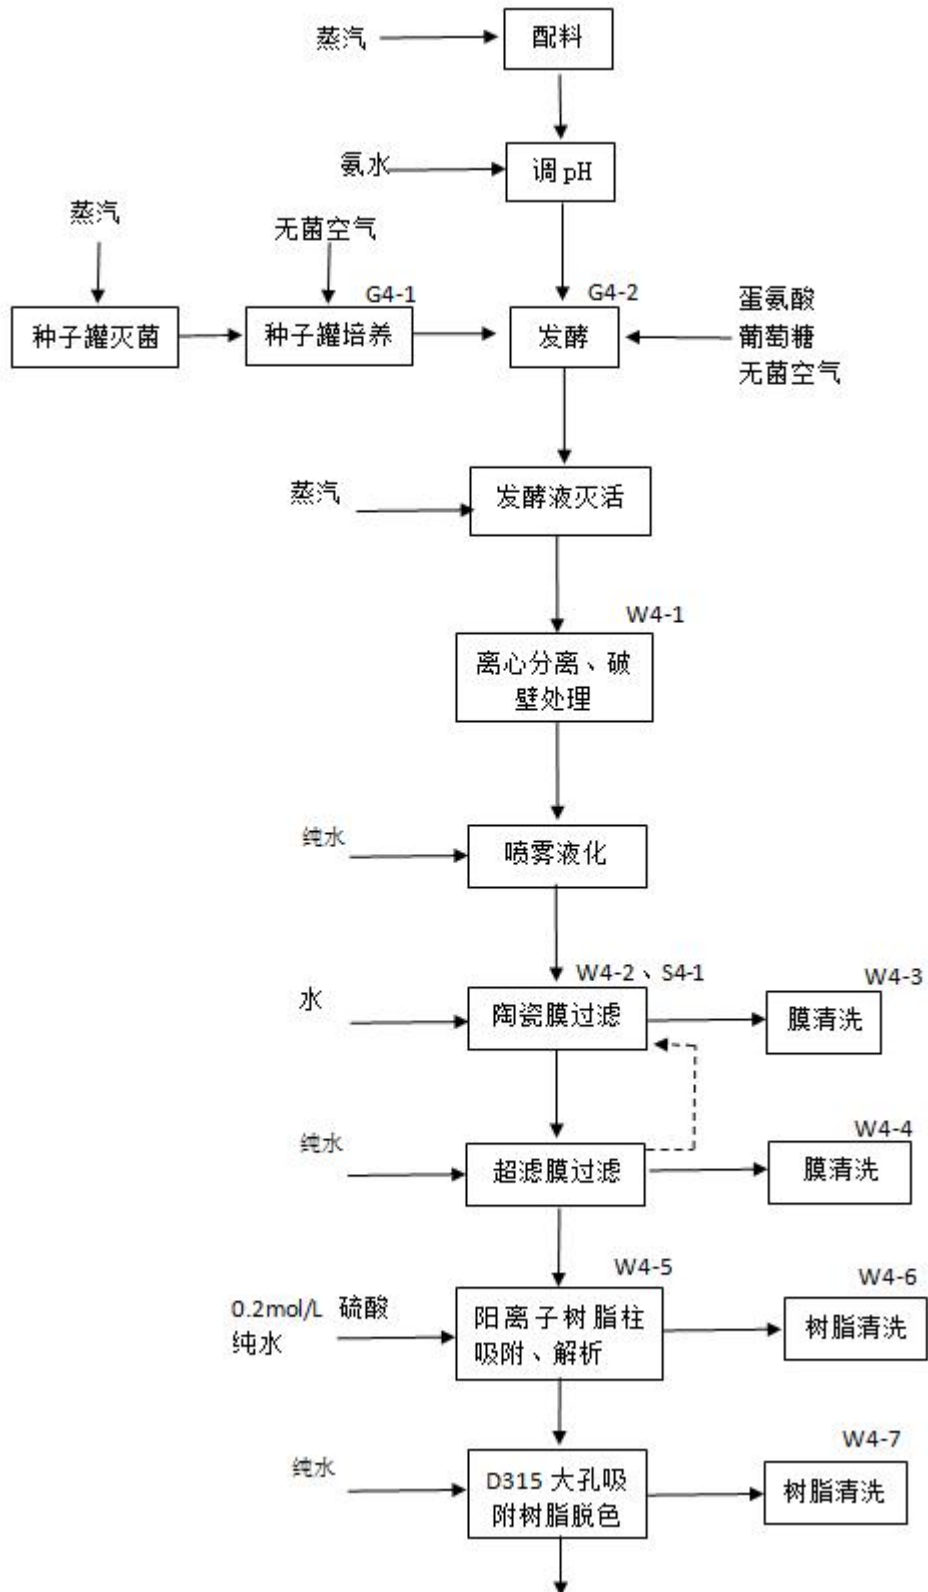 蒸汽
配料
氨水
调pH
蒸汽
无菌空气
G4-1
G4-2
种子罐灭菌
种子罐培养
发酵
蛋氨酸
葡萄糖
无菌空气
蒸汽
发酵液灭活
W4-1
离心分离、破
壁处理
纯水
喷雾液化
W4-2、S4-1
W4-3
水
陶瓷膜过滤
膜清洗
W4-4
纯水
超滤膜过滤
膜清洗
W4-5
W4-6
0.2mol/L 硫酸
纯水
阳离子树脂柱
吸附、解析
树脂清洗
W4-7
纯水
D315大孔吸
附树脂脱色
树脂清洗